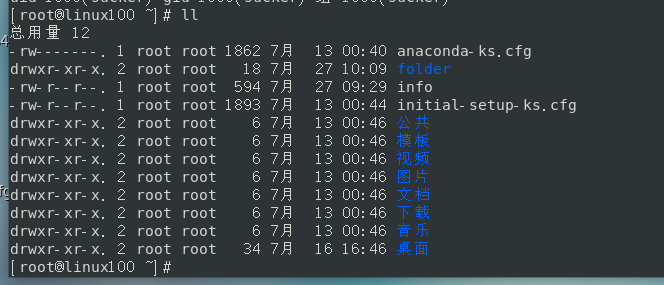 [root@linux100 ~]# ll
总用量 12
-rw-------. 1 root root 1862 7月  13 00:40 anaconda-ks.cfg
drwxr-xr-x. 2 root root   18 7月  27 10:09 folder
-rw-r--r--. 1 root root  594 7月  27 09:29 info
-rw-r--r--. 1 root root 1893 7月  13 00:44 initial-setup-ks.cfg
drwxr-xr-x. 2 root root    6 7月  13 00:46 公共
drwxr-xr-x. 2 root root    6 7月  13 00:46 模板
drwxr-xr-x. 2 root root    6 7月  13 00:46 视频
drwxr-xr-x. 2 root root    6 7月  13 00:46 图片
drwxr-xr-x. 2 root root    6 7月  13 00:46 文档
drwxr-xr-x. 2 root root    6 7月  13 00:46 下载
drwxr-xr-x. 2 root root    6 7月  13 00:46 音乐
drwxr-xr-x. 2 root root   34 7月  16 16:46 桌面
[root@linux100 ~]#